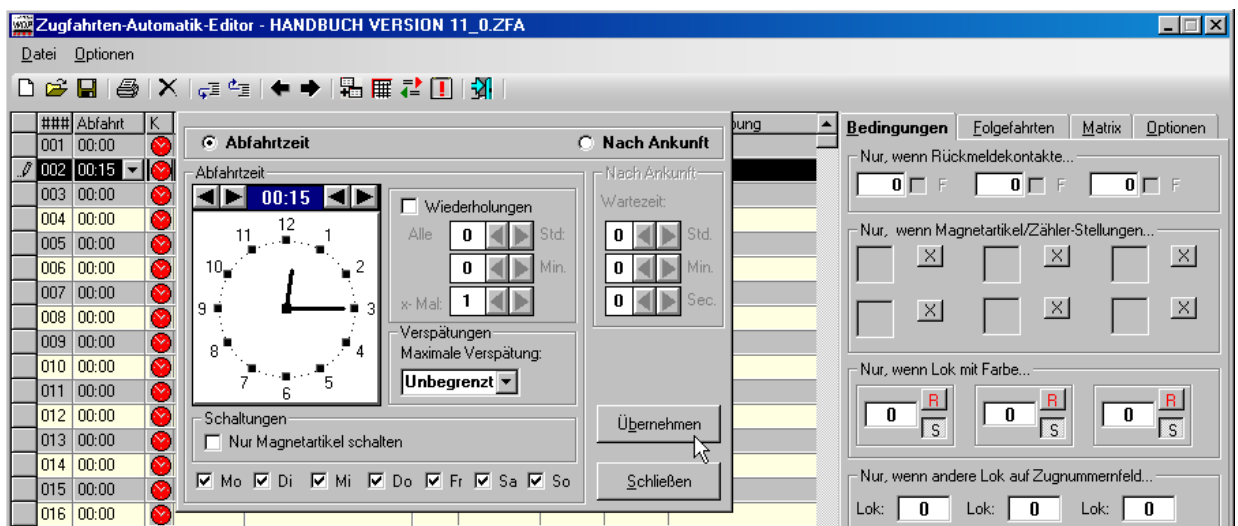 Zugfahrten-Automatik-Editor - HANDBUCH VERSION 11_0.ZFA
Datei Optionen
### Abfahrt K bung
001 00:00
002 00:15
003 00:00
004 00:00
005 00:00
006 00:00
007 00:00
008 00:00
009 00:00
010 00:00
011 00:00
012 00:00
013 00:00
014 00:00
015 00:00
016 00:00
Abfahrtzeit Nach Ankunft
Abfahrtzeit
00:15
12
11 1
10 2
9 3
8 4
7 5
6
Wiederholungen
Alle 0 Std:
0 Min.
x- Mal: 1
Verspätungen
Maximale Verspätung:
Unbegrenzt
Nach Ankunft
Wartezeit:
0 Std.
0 Min.
0 Sec.
Schaltungen
Nur Magnetartikel schalten
Mo Di Mi Do Fr Sa So
Übernehmen
Schließen
Bedingungen Folgefahrten Matrix Optionen
Nur, wenn Rückmeldekontakte...
0 F 0 F 0 F
Nur, wenn Magnetartikel/Zähler-Stellungen...
X X X
X X X
Nur, wenn Lok mit Farbe...
0 R S 0 R S 0 R S
Nur, wenn andere Lok auf Zugnummernfeld...
Lok: 0 Lok: 0 Lok: 0